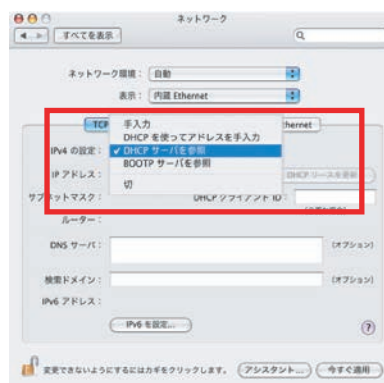 ネットワーク
すべてを表示
ネットワーク環境： 自動
表示： 内蔵 Ethernet
TCP
手入力
DHCP を使ってアドレスを手入力
hernet
IPv4 の設定： ✓ DHCP サーバを参照
BOOTP サーバを参照
IP アドレス： DHCP リースを更新
切
サブネットマスク： DHCP クライアント ID：
ルーター：
DNS サーバ： （オプション）
検索ドメイン： （オプション）
IPv6 アドレス：
IPv6 を設定... ?
変更できないようにするにはカギをクリックします。 アシスタント... 今すぐ適用